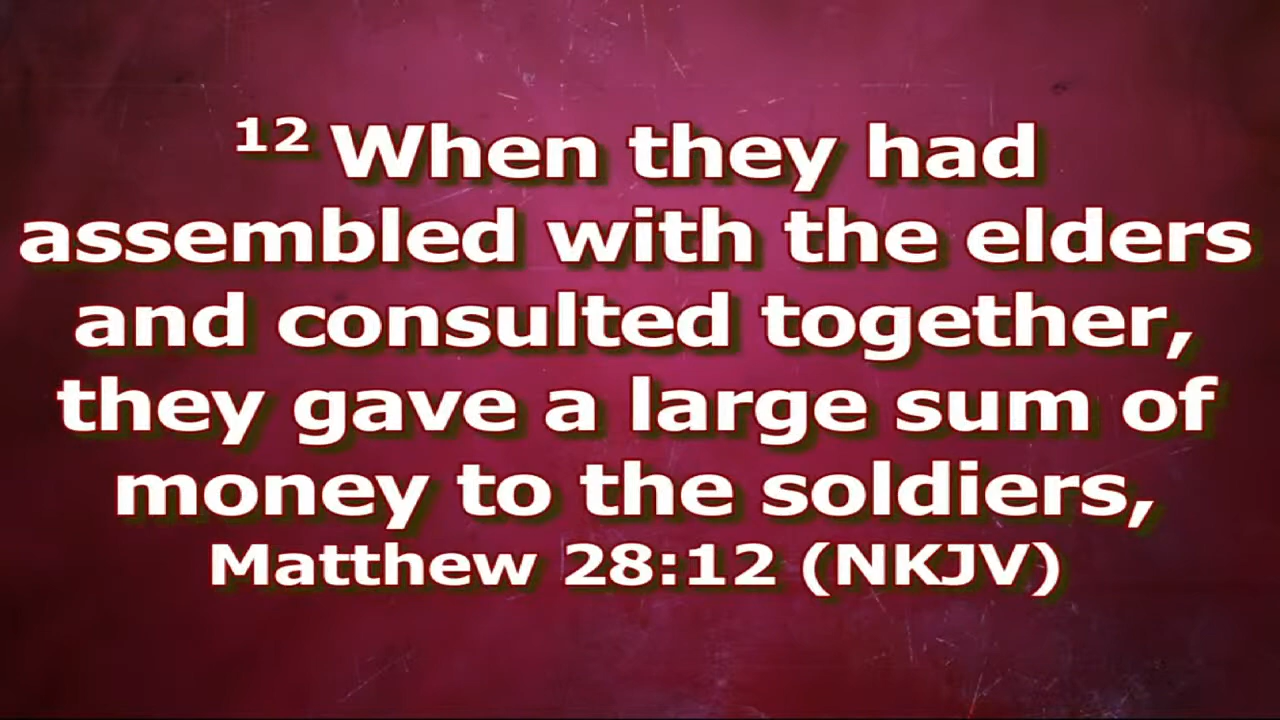 12 When they had
assembled with the elders
and consulted together,
they gave a large sum of
money to the soldiers,
Matthew 28:12 (NKJV)